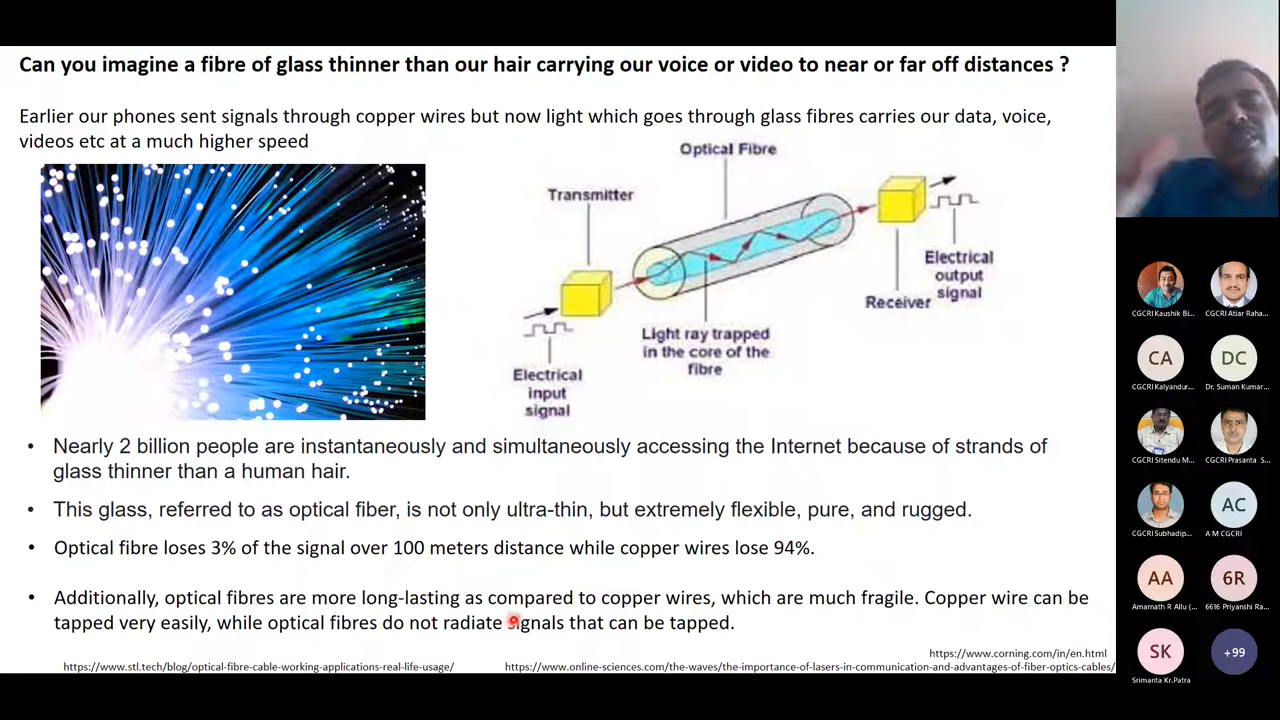 Can you imagine a fibre of glass thinner than our hair carrying our voice or video to near or far off distances ?
Earlier our phones sent signals through copper wires but now light which goes through glass fibres carries our data, voice,
videos etc at a much higher speed
Optical Fibre
Transmitter
Electrical
output
signal
Receiver
Light ray trapped
in the core of the
fibre
Electrical
input
signal
• Nearly 2 billion people are instantaneously and simultaneously accessing the Internet because of strands of
glass thinner than a human hair.
• This glass, referred to as optical fiber, is not only ultra-thin, but extremely flexible, pure, and rugged.
• Optical fibre loses 3% of the signal over 100 meters distance while copper wires lose 94%.
• Additionally, optical fibres are more long-lasting as compared to copper wires, which are much fragile. Copper wire can be
tapped very easily, while optical fibres do not radiate signals that can be tapped.
https://www.corning.com/in/en.html
https://www.stl.tech/blog/optical-fibre-cable-working-applications-real-life-usage/
https://www.online-sciences.com/the-waves/the-importance-of-lasers-in-communication-and-advantages-of-fiber-optics-cables/
CGCRI Kaushik Bi...
CGCRI Atiar Raha...
CA
DC
CGCRI Kalyandur...
Dr. Suman Kumar...
CGCRI Sitendu M...
CGCRI Prasanta S...
AC
CGCRI Subhadip...
A M CGCRI
AA
6R
Amarnath R Allu (...
6616 Priyanshi Ra...
SK
+99
Srimanta Kr.Patra